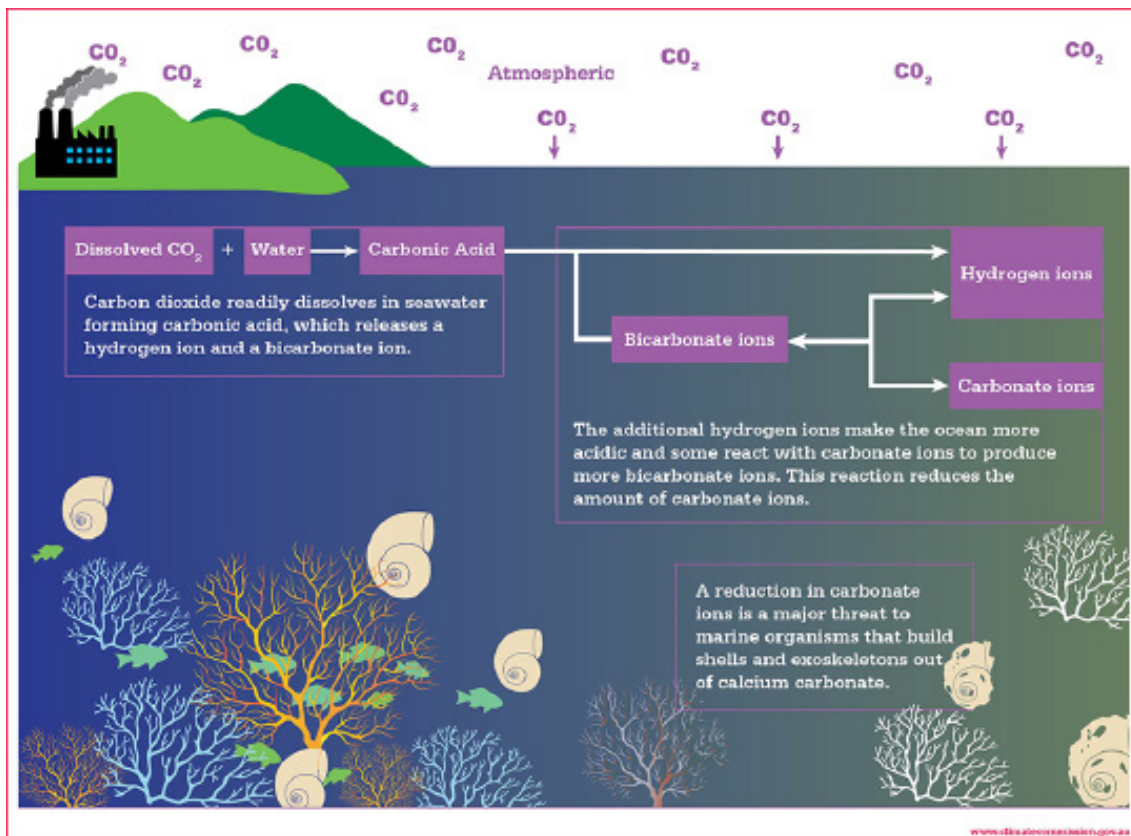 CO₂
CO₂
CO₂
CO₂
CO₂
CO₂
CO₂
CO₂
Atmospheric
CO₂
CO₂
CO₂
Dissolved CO₂ + Water Carbonic Acid
Carbon dioxide readily dissolves in seawater
forming carbonic acid, which releases a
hydrogen ion and a bicarbonate ion.
Hydrogen ions
Bicarbonate ions
Carbonate ions
The additional hydrogen ions make the ocean more
acidic and some react with carbonate ions to produce
more bicarbonate ions. This reaction reduces the
amount of carbonate ions.
A reduction in carbonate
ions is a major threat to
marine organisms that build
shells and exoskeletons out
of calcium carbonate.
www.climatecommission.gov.au